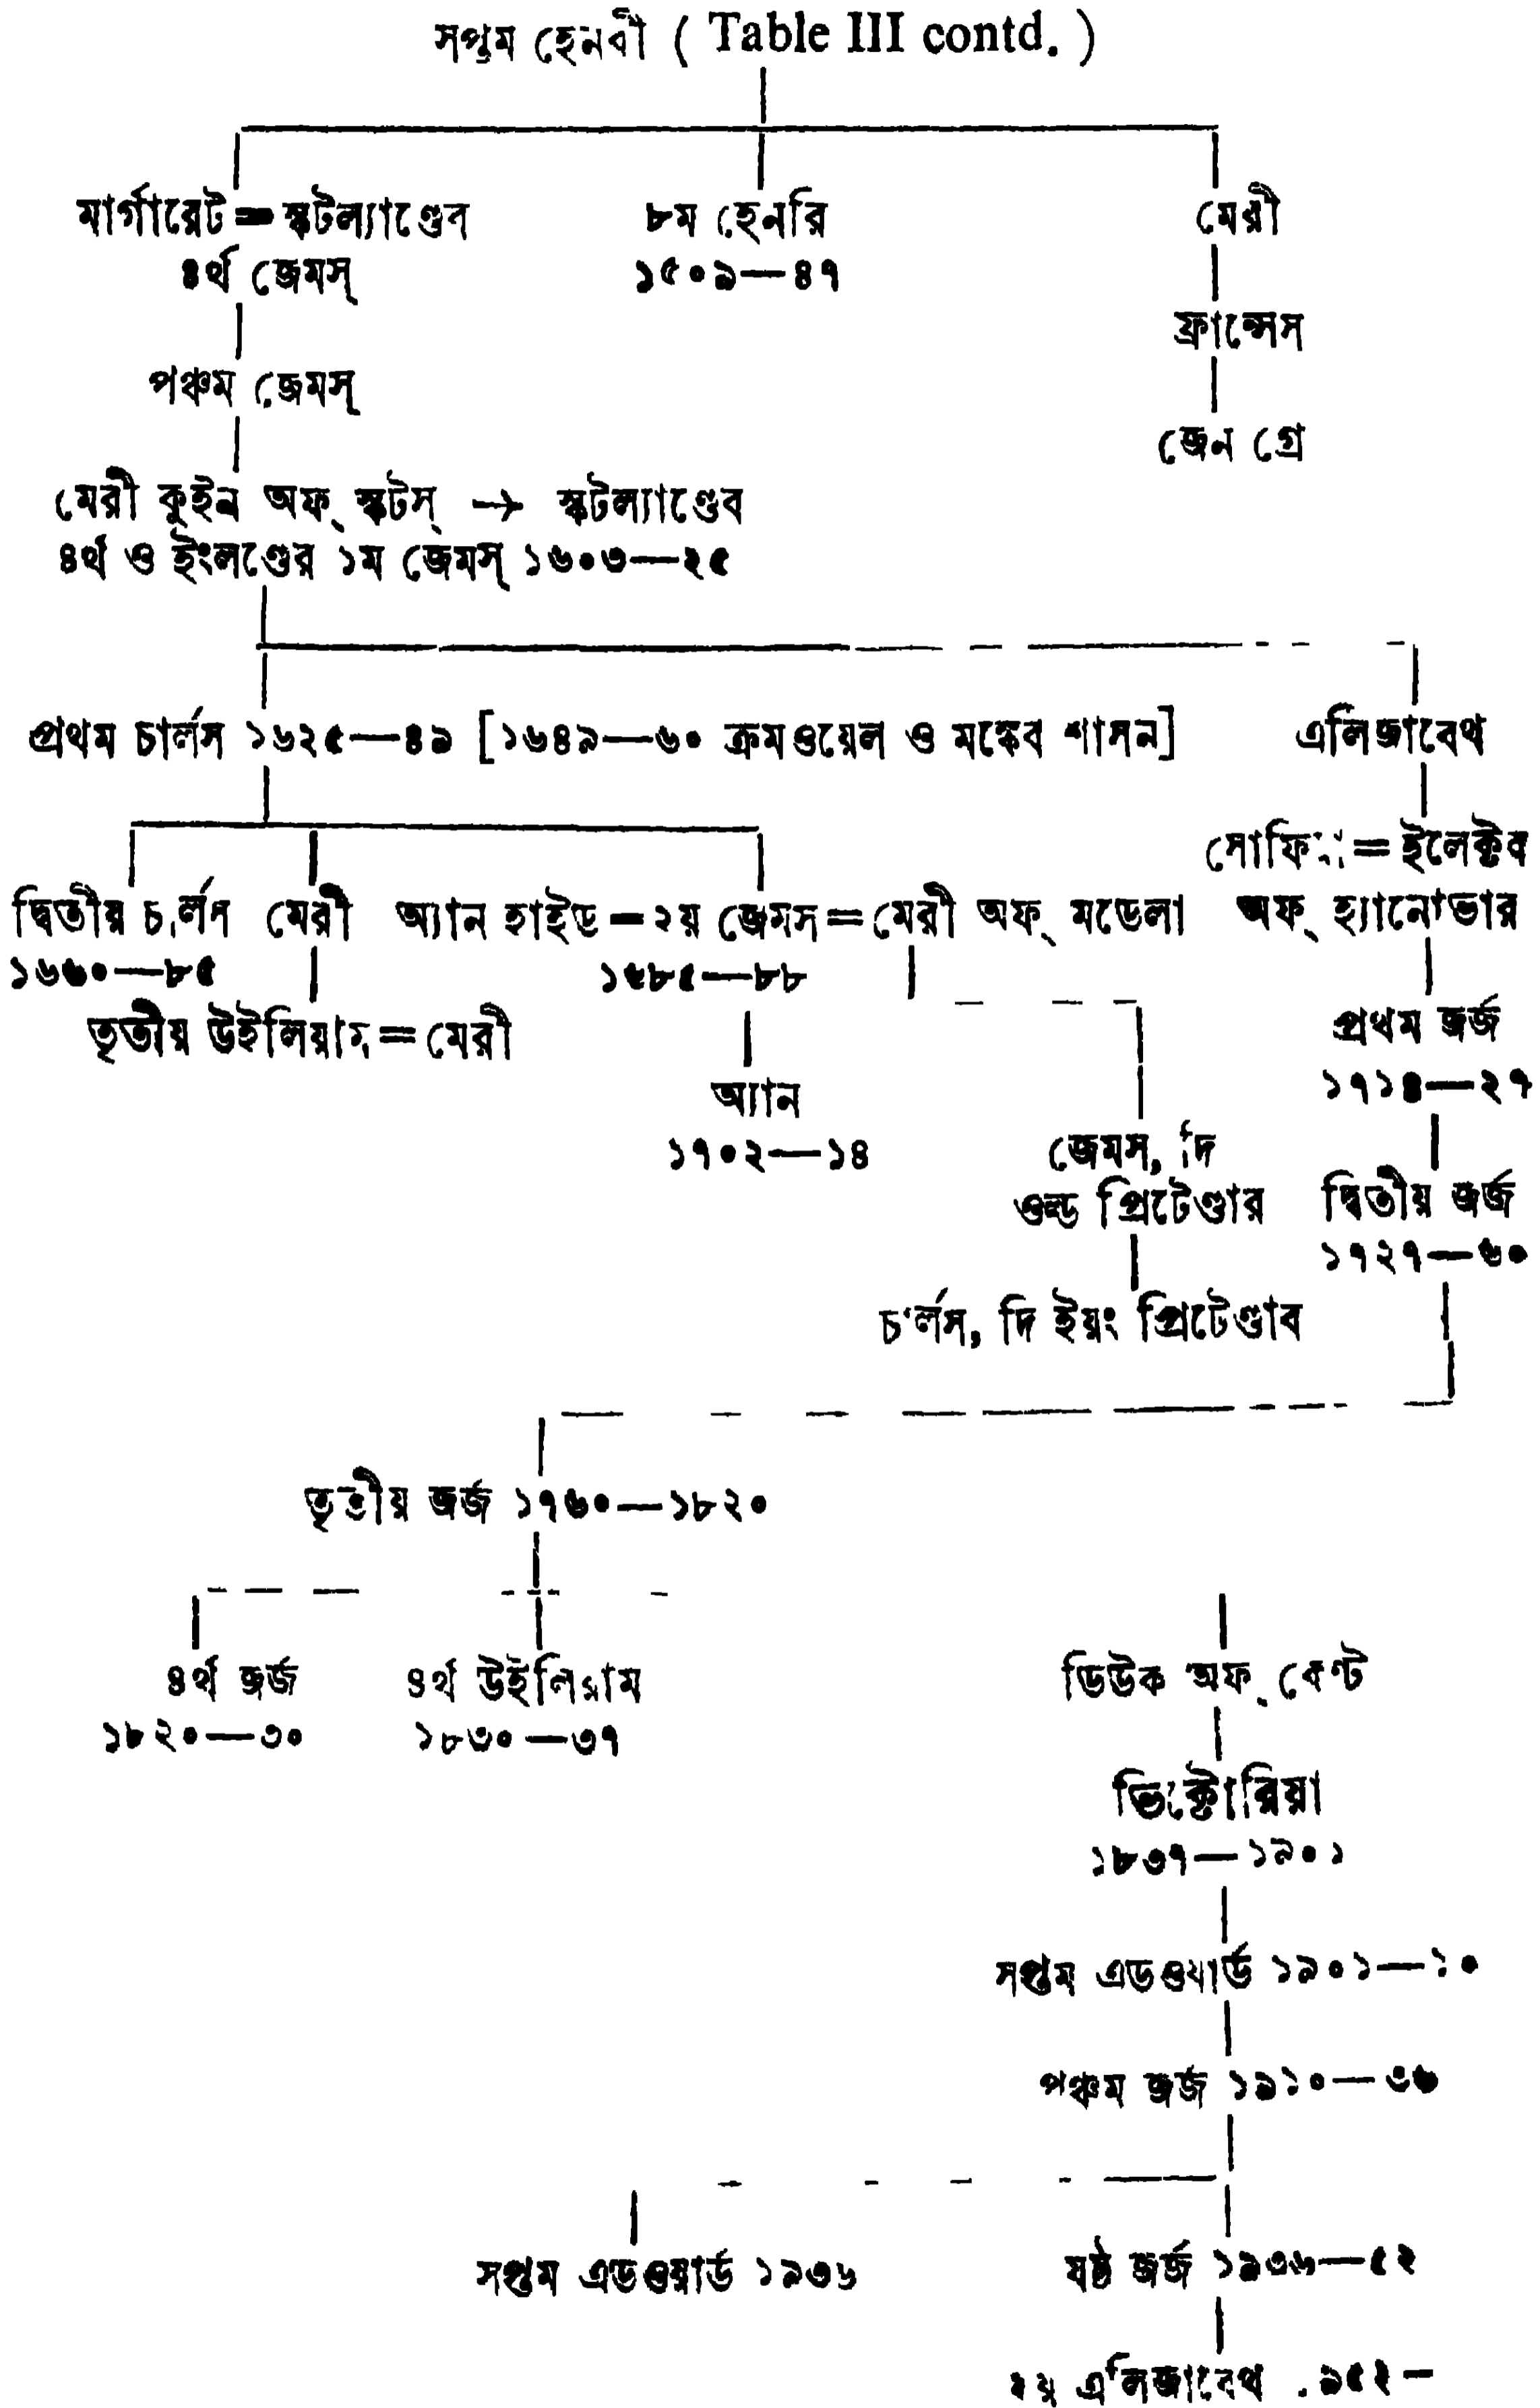 সপ্তম হেনবী ( Table III contd. )
মার্গারেট = স্কটল্যাণ্ডেব ৮ম হেনরি মেরী
৪র্থ জেমস্ ১৫০৯—৪৭
ফ্রান্সেস
পঞ্চম জেমস্
জেন গ্রে
মেরী কুইন অফ্ স্কটস্ → স্কটল্যাণ্ডেব
৪র্থ ও ইংলণ্ডের ১ম জেমস্ ১৬০৩—২৫
প্রথম চার্লস ১৬২৫—৪৯ [১৬৪৯—৬০ ক্রমওয়েল ও মঙ্কেব শাসন] এলিজাবেথ
সোফিয়া = ইলেক্টব
দ্বিতীয় চার্লস মেরী অ্যান হাইড = ২য় জেমস = মেরী অফ্ মডেলা অফ্ হ্যানোভার
১৬৬০—৮৫ ১৬৮৫—৮৮
তৃতীয় উইলিয়াম = মেরী প্রথম জর্জ
১৭১৪—২৭
অ্যান
১৭০২—১৪ জেমস, দি
ওল্ড প্রিটেণ্ডার দ্বিতীয় জর্জ
১৭২৭—৬০
চার্লস, দি ইয়ং প্রিটেণ্ডাব
তৃতীয় জর্জ ১৭৬০—১৮২০
৪র্থ জর্জ ৪র্থ উইলিয়াম ডিউক অফ্ কেণ্ট
১৮২০—৩০ ১৮৩০—৩৭
ভিক্টোরিয়া
১৮৩৭—১৯০১
সপ্তম এডওয়ার্ড ১৯০১—১০
পঞ্চম জর্জ ১৯১০—৩৬
সপ্তম এডওয়ার্ড ১৯৩৬ ষষ্ঠ জর্জ ১৯৩৬—৫২
২য় এলিজাবেথ ১৯৫২—